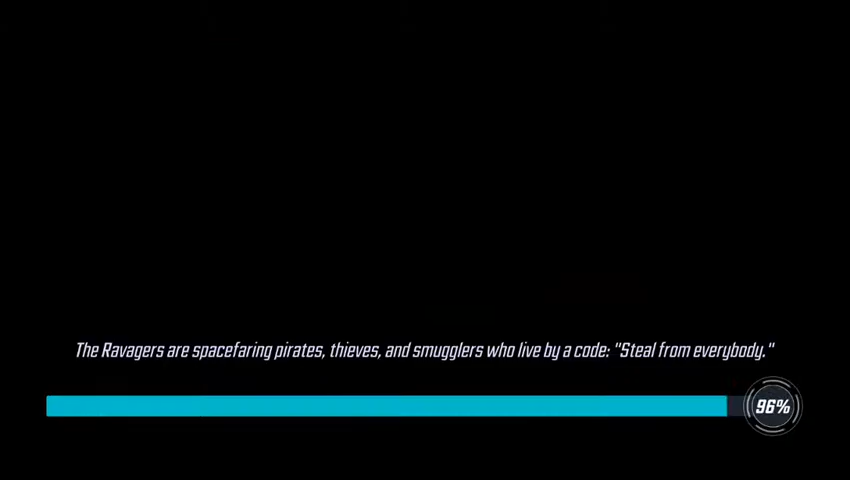 The Ravagers are spacefaring pirates, thieves, and smugglers who live by a code: "Steal from everybody."
96%